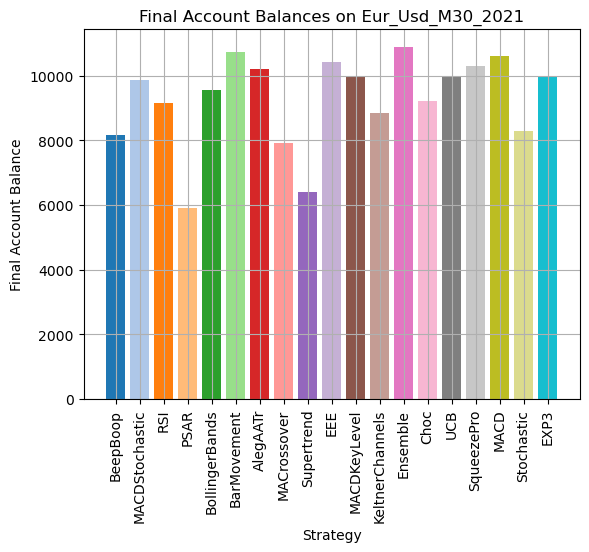 Final Account Balances on Eur_Usd_M30_2021
Final Account Balance
10000
8000
6000
4000
2000
0
BeepBoop
MACDStochastic
RSI
PSAR
BollingerBands
BarMovement
AlegAATr
MACrossover
Supertrend
EEE
MACDKeyLevel
KeltnerChannels
Ensemble
Choc
UCB
SqueezePro
MACD
Stochastic
EXP3
Strategy